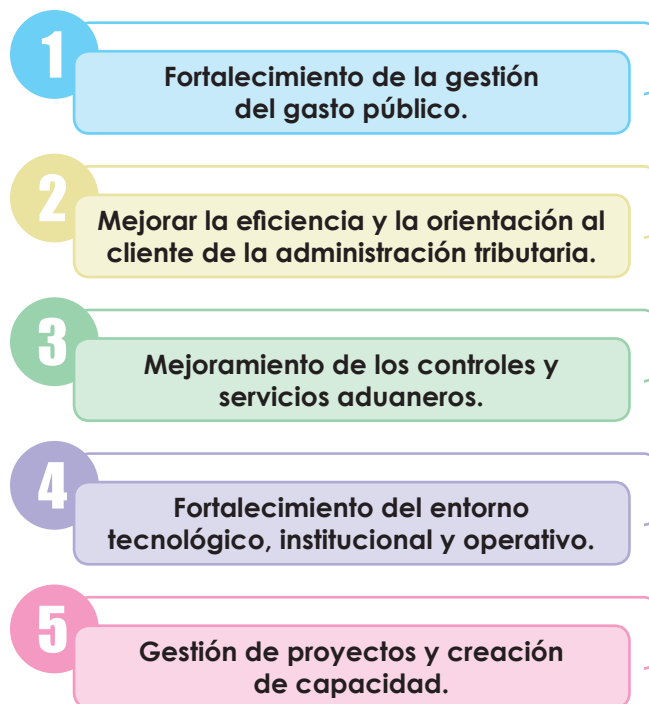 1
Fortalecimiento de la gestión
del gasto público.
2
Mejorar la eficiencia y la orientación al
cliente de la administración tributaria.
3
Mejoramiento de los controles y
servicios aduaneros.
4
Fortalecimiento del entorno
tecnológico, institucional y operativo.
5
Gestión de proyectos y creación
de capacidad.